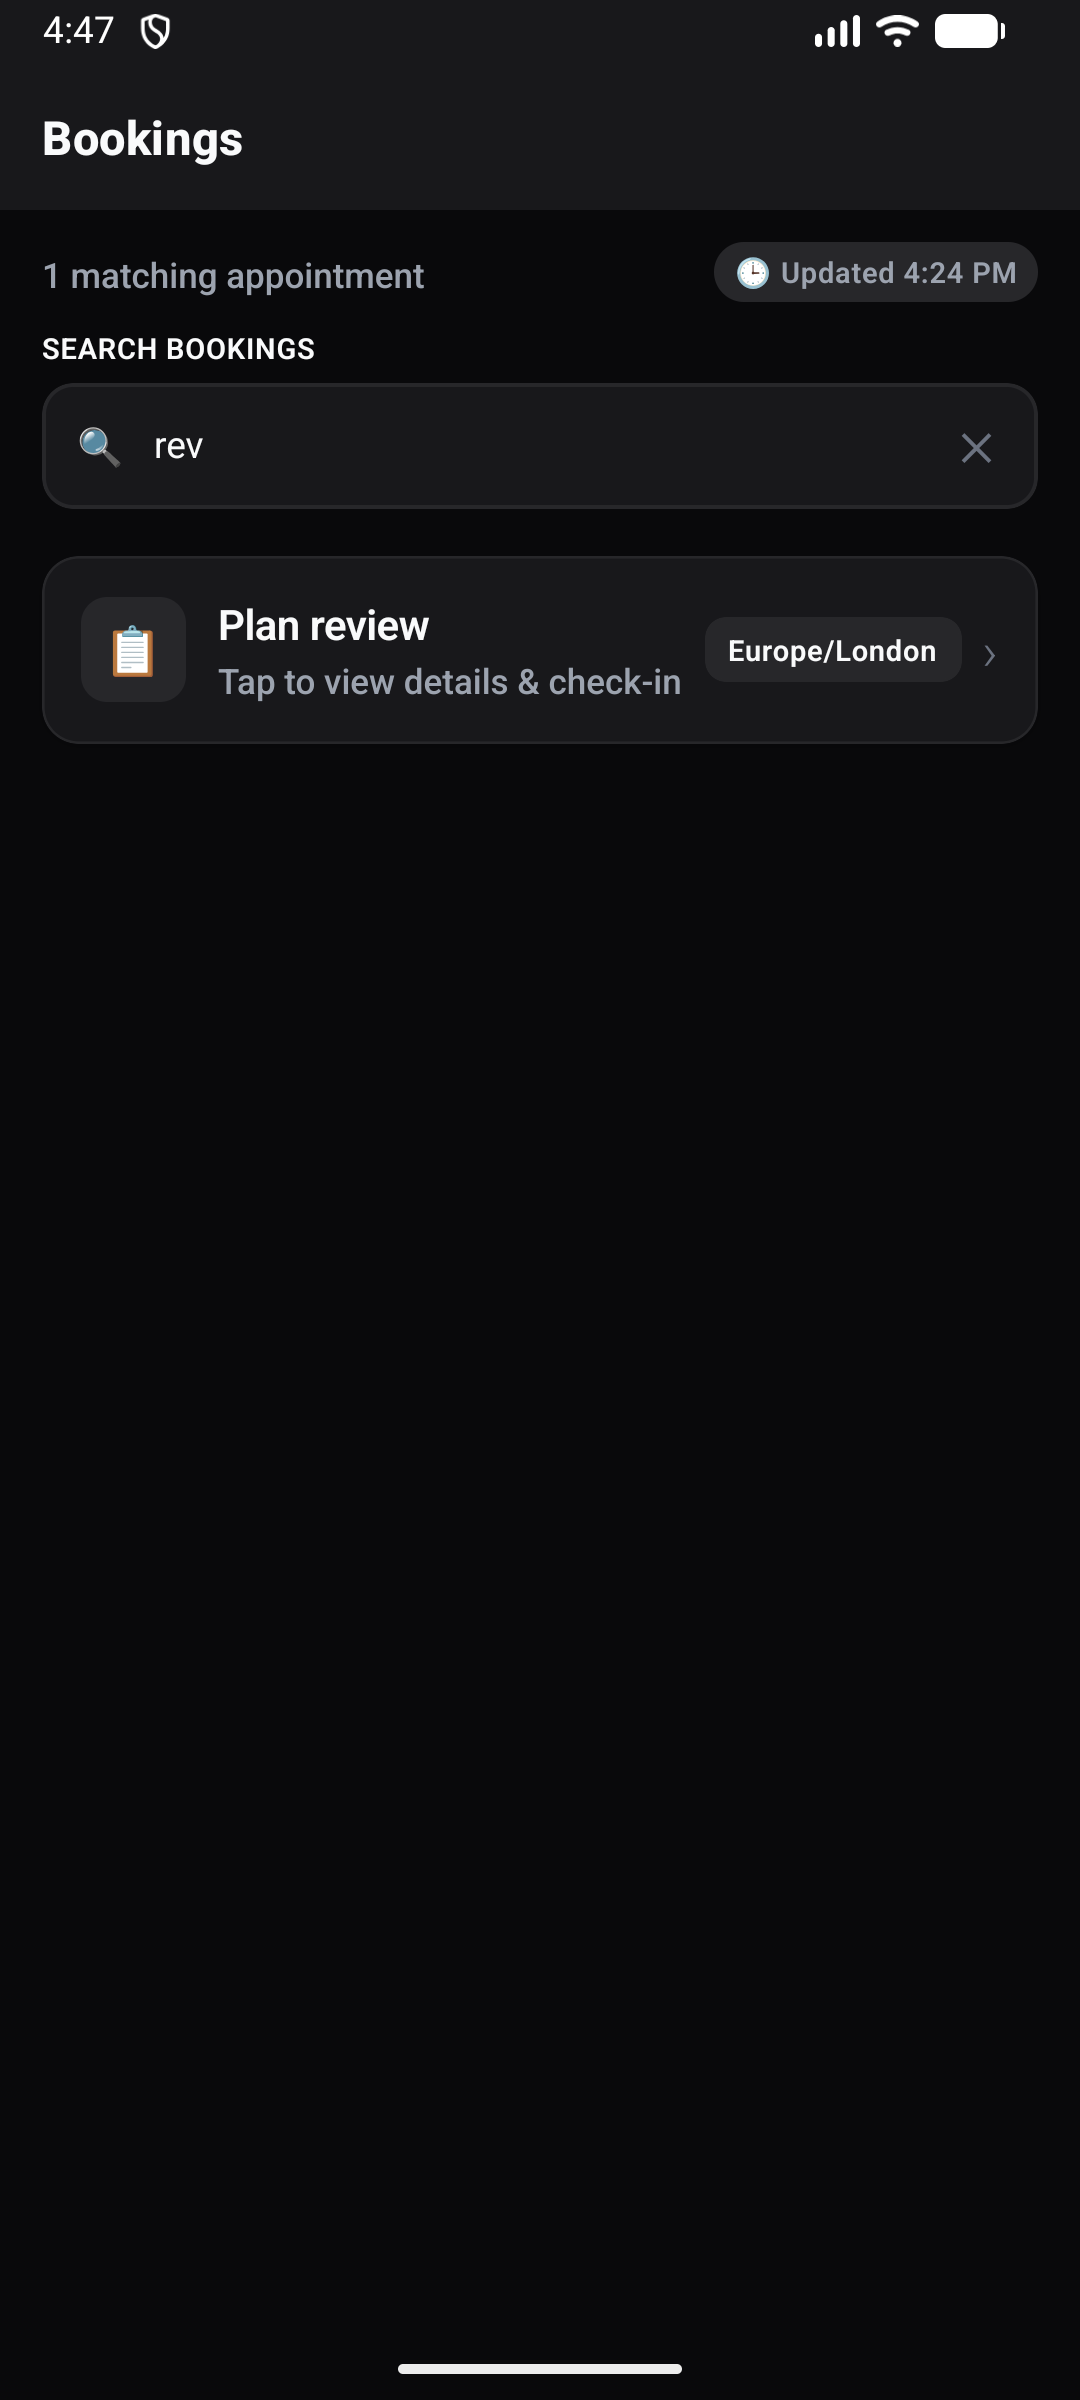 4:47
Bookings
1 matching appointment
Updated 4:24 PM
SEARCH BOOKINGS
rev
Plan review
Tap to view details & check-in
Europe/London